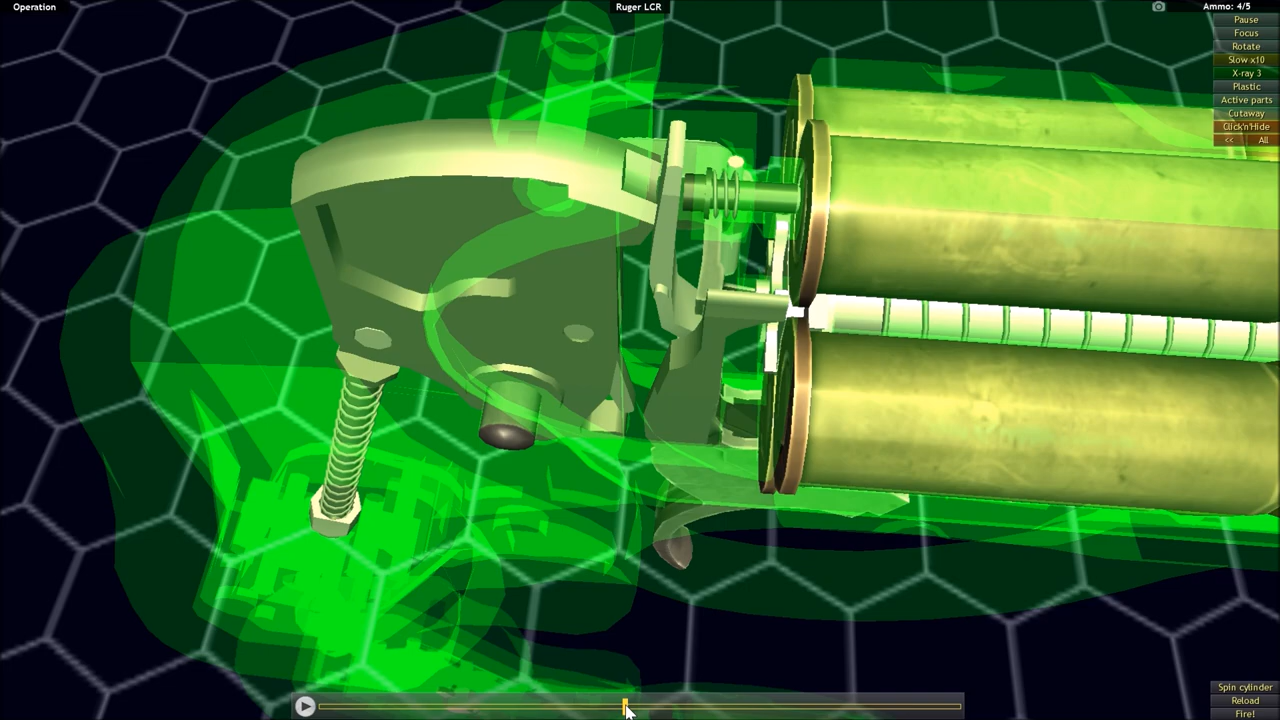 Operation
Ruger LCR
Ammo: 4/5
Pause
Focus
Rotate
Slow x10
X-ray 3
Plastic
Active parts
Cutaway
Click'n'Hide
<< All
Spin cylinder
Reload
Fire!